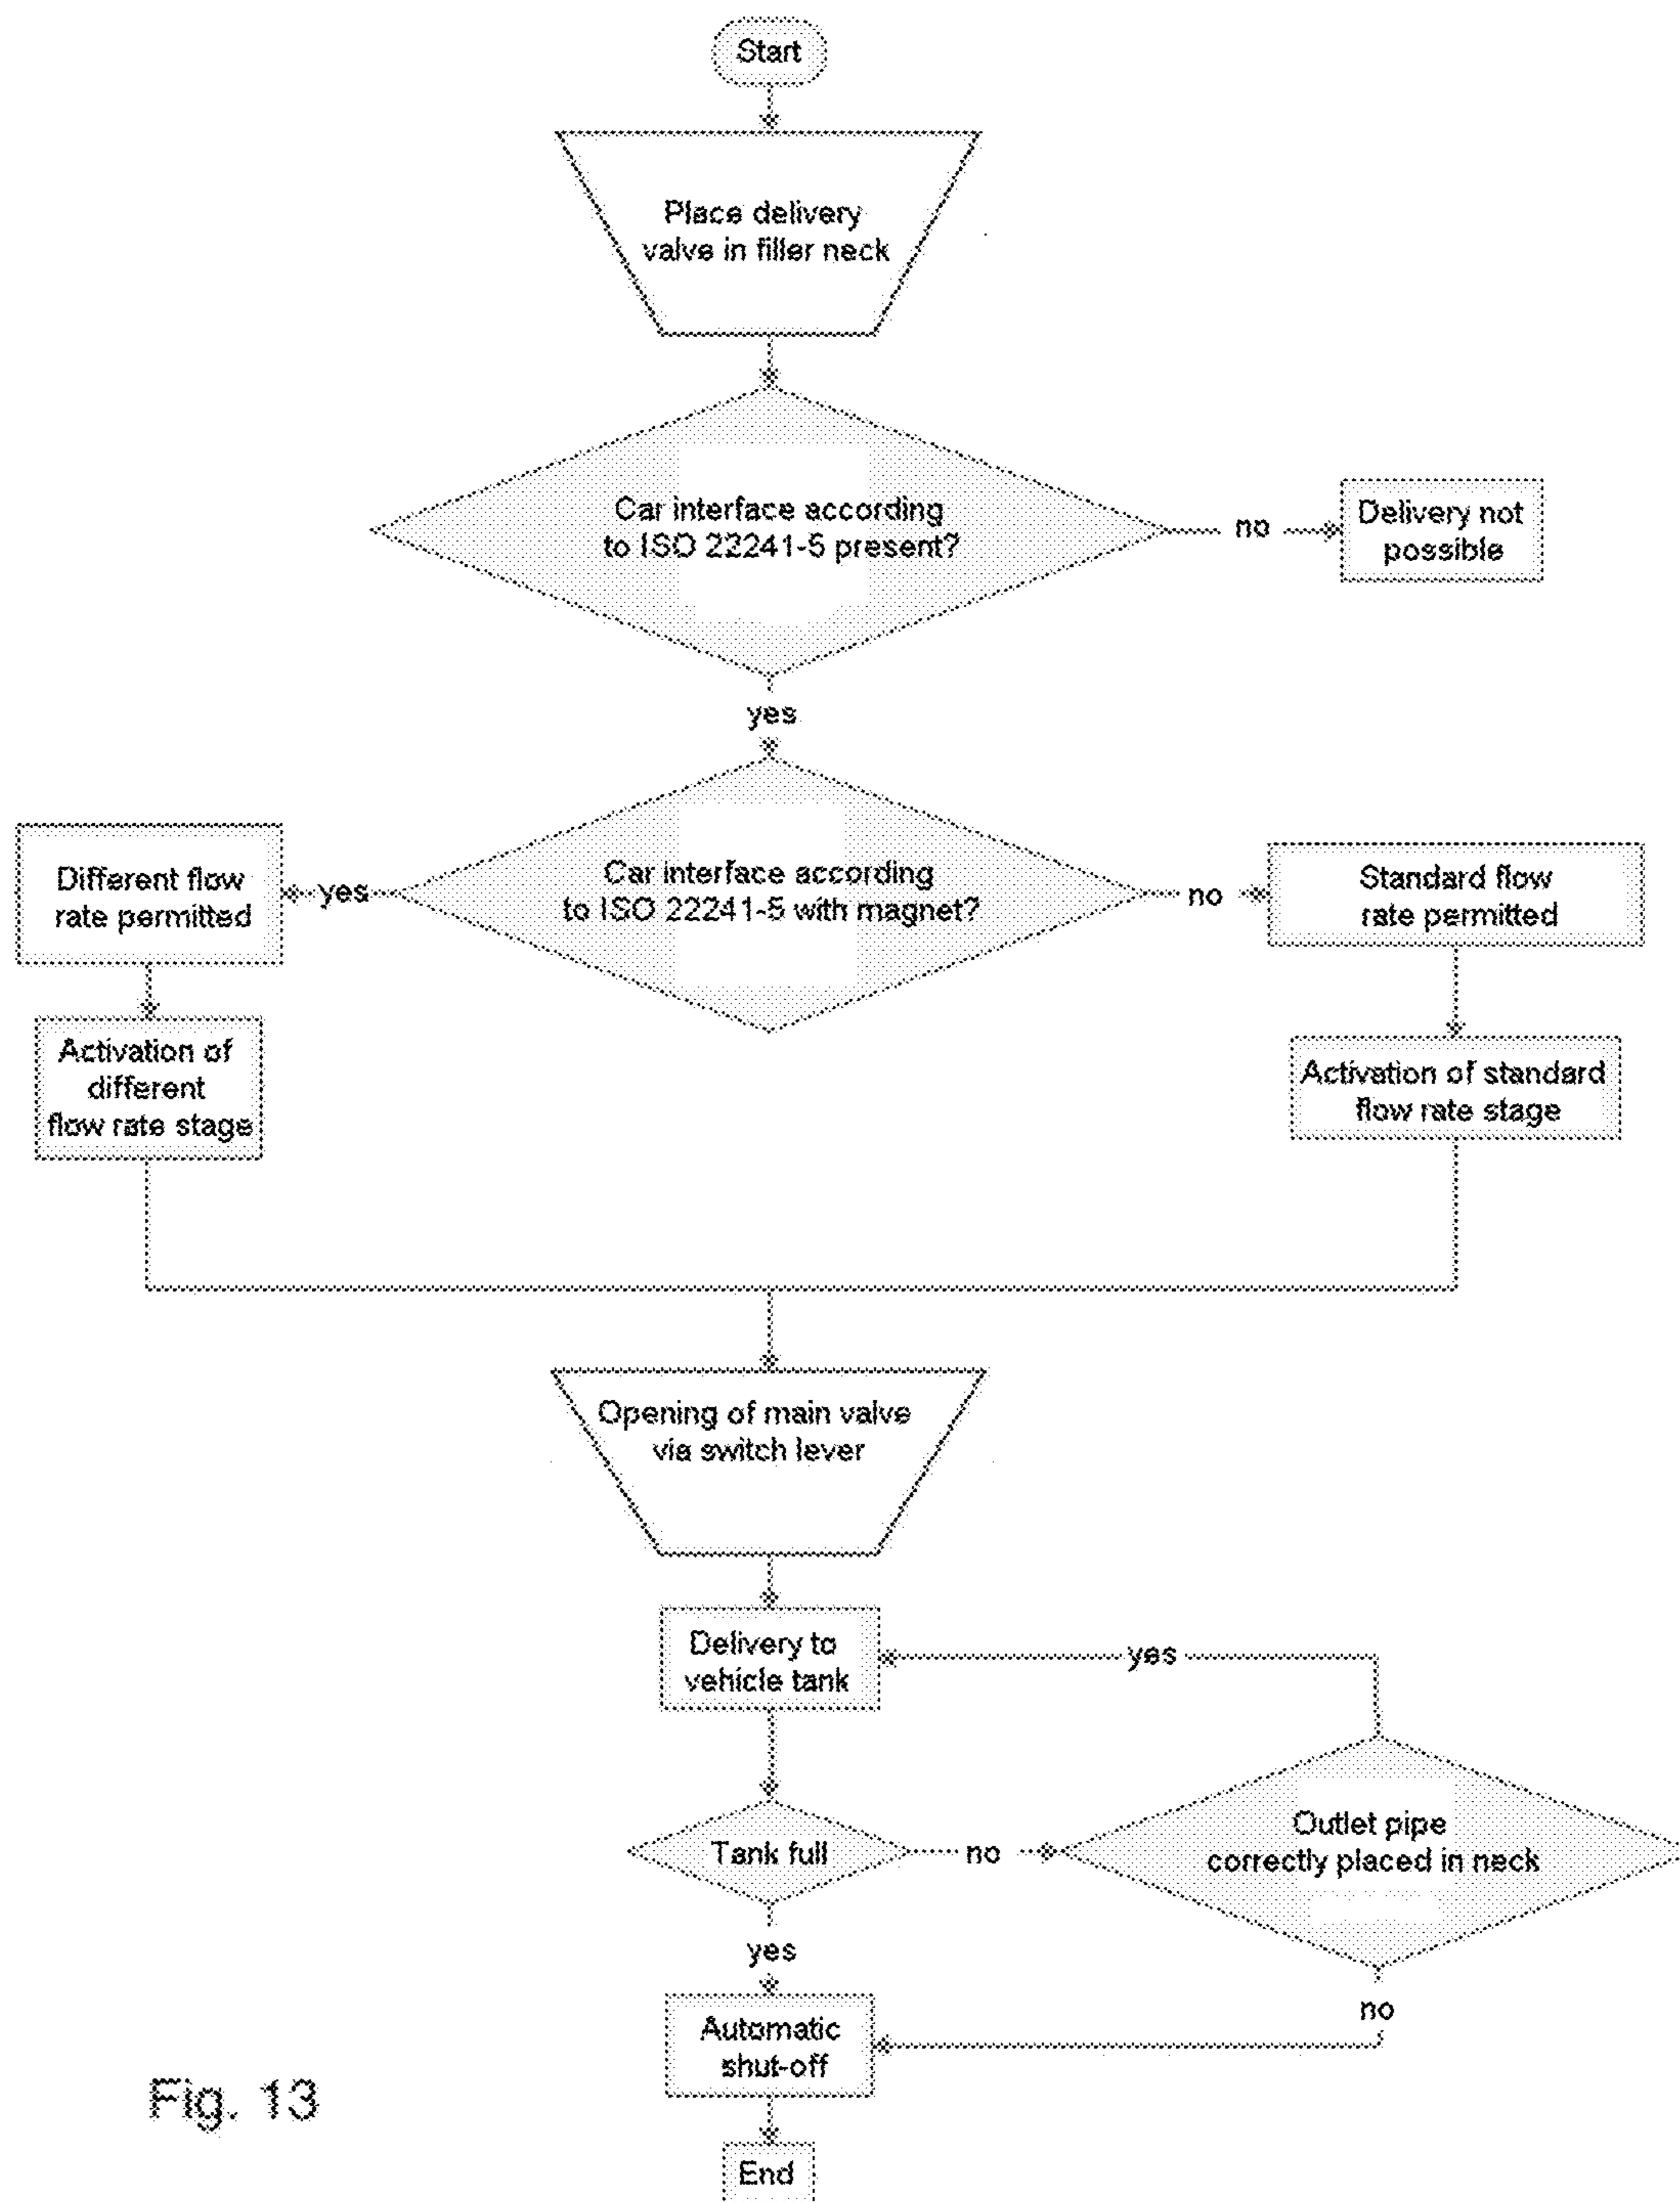 Start
Place delivery
valve in filler neck
Car interface according
to ISO 22241-5 present?
no
Delivery not
possible
yes
Different flow
rate permitted
yes
Car interface according
to ISO 22241-5 with magnet?
no
Standard flow
rate permitted
Activation of
different
flow rate stage
Activation of standard
flow rate stage
Opening of main valve
via switch lever
Delivery to
vehicle tank
yes
Tank full
no
Outlet pipe
correctly placed in neck
yes
no
Automatic
shut-off
Fig. 13
End